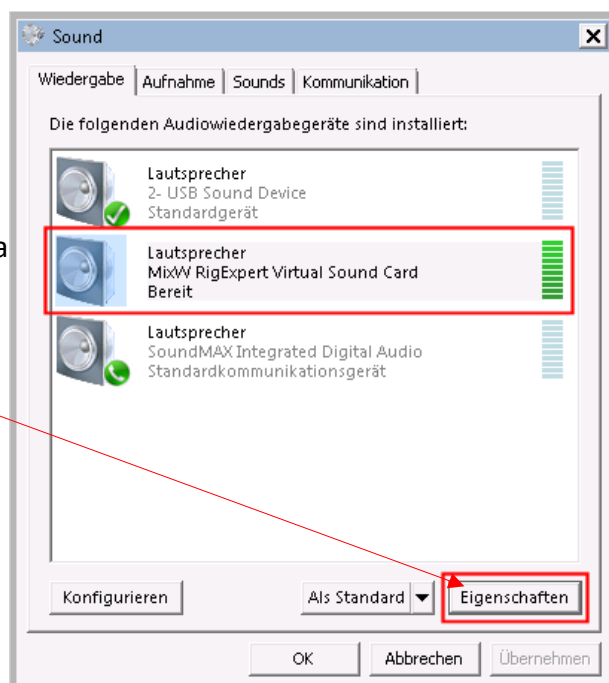 Sound
Wiedergabe Aufnahme Sounds Kommunikation
Die folgenden Audiowiedergabegeräte sind installiert:
Lautsprecher
2- USB Sound Device
Standardgerät
a
Lautsprecher
MixW RigExpert Virtual Sound Card
Bereit
Lautsprecher
SoundMAX Integrated Digital Audio
Standardkommunikationsgerät
Konfigurieren Als Standard Eigenschaften
OK Abbrechen Übernehmen